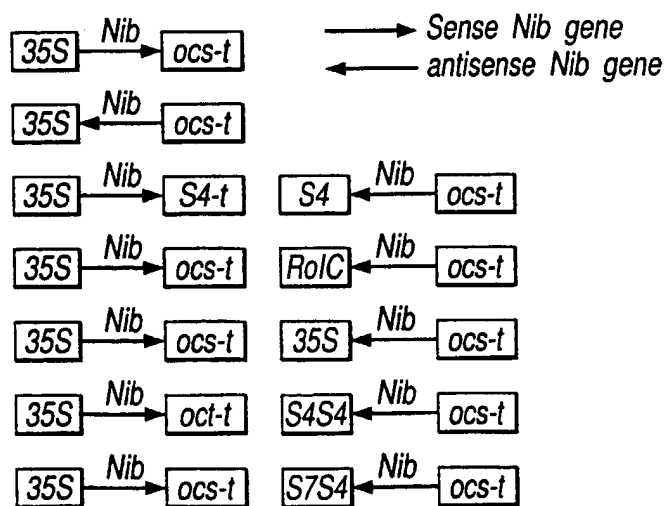 Nib
35S ocs-t
Sense Nib gene
antisense Nib gene
Nib
35S ocs-t
Nib Nib
35S S4-t S4 ocs-t
Nib Nib
35S ocs-t RolC ocs-t
Nib Nib
35S ocs-t 35S ocs-t
Nib Nib
35S oct-t S4S4 ocs-t
Nib Nib
35S ocs-t S7S4 ocs-t